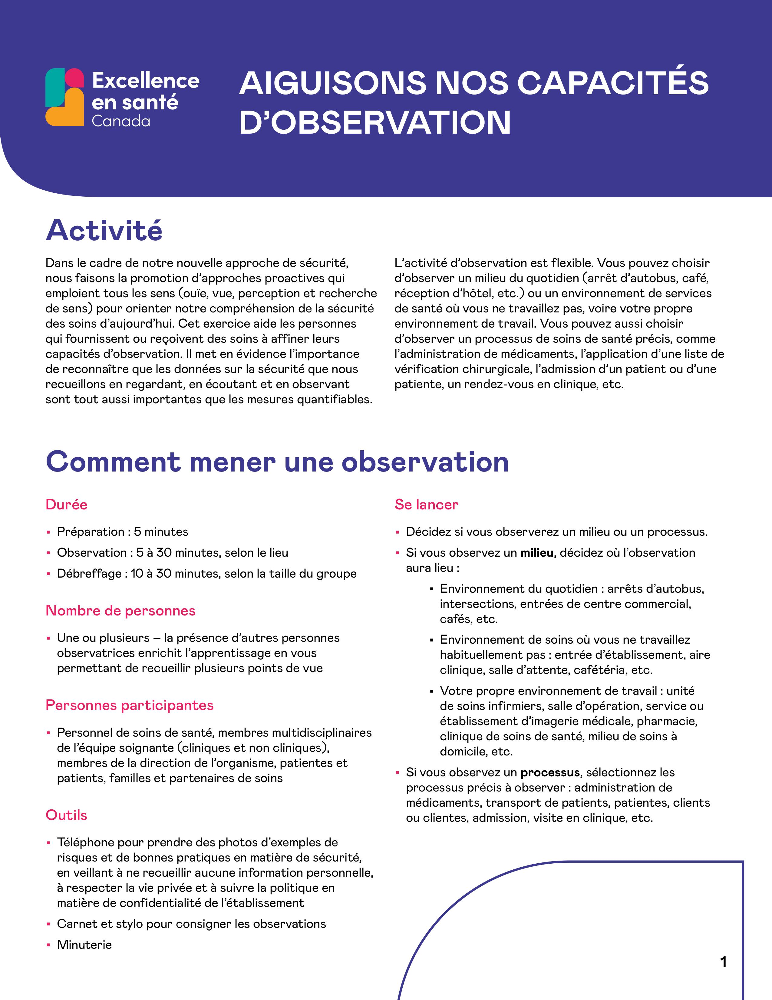 Excellence
en santé
Canada
AIGUISONS NOS CAPACITÉS
D’OBSERVATION
Activité
Dans le cadre de notre nouvelle approche de sécurité,
nous faisons la promotion d’approches proactives qui
emploient tous les sens (ouïe, vue, perception et recherche
de sens) pour orienter notre compréhension de la sécurité
des soins d’aujourd’hui. Cet exercice aide les personnes
qui fournissent ou reçoivent des soins à affiner leurs
capacités d’observation. Il met en évidence l’importance
de reconnaître que les données sur la sécurité que nous
recueillons en regardant, en écoutant et en observant
sont tout aussi importantes que les mesures quantifiables.
L’activité d’observation est flexible. Vous pouvez choisir
d’observer un milieu du quotidien (arrêt d’autobus, café,
réception d’hôtel, etc.) ou un environnement de services
de santé où vous ne travaillez pas, voire votre propre
environnement de travail. Vous pouvez aussi choisir
d’observer un processus de soins de santé précis, comme
l’administration de médicaments, l’application d’une liste de
vérification chirurgicale, l’admission d’un patient ou d’une
patiente, un rendez-vous en clinique, etc.
Comment mener une observation
Durée
▪ Préparation : 5 minutes
▪ Observation : 5 à 30 minutes, selon le lieu
▪ Débreffage : 10 à 30 minutes, selon la taille du groupe
Nombre de personnes
▪ Une ou plusieurs – la présence d’autres personnes
observatrices enrichit l’apprentissage en vous
permettant de recueillir plusieurs points de vue
Personnes participantes
▪ Personnel de soins de santé, membres multidisciplinaires
de l’équipe soignante (cliniques et non cliniques),
membres de la direction de l’organisme, patientes et
patients, familles et partenaires de soins
Outils
▪ Téléphone pour prendre des photos d’exemples de
risques et de bonnes pratiques en matière de sécurité,
en veillant à ne recueillir aucune information personnelle,
à respecter la vie privée et à suivre la politique en
matière de confidentialité de l’établissement
▪ Carnet et stylo pour consigner les observations
▪ Minuterie
Se lancer
▪ Décidez si vous observerez un milieu ou un processus.
▪ Si vous observez un milieu, décidez où l’observation
aura lieu :
▪ Environnement du quotidien : arrêts d’autobus,
intersections, entrées de centre commercial,
cafés, etc.
▪ Environnement de soins où vous ne travaillez
habituellement pas : entrée d’établissement, aire
clinique, salle d’attente, cafétéria, etc.
▪ Votre propre environnement de travail : unité
de soins infirmiers, salle d’opération, service ou
établissement d’imagerie médicale, pharmacie,
clinique de soins de santé, milieu de soins à
domicile, etc.
▪ Si vous observez un processus, sélectionnez les
processus précis à observer : administration de
médicaments, transport de patients, patientes, clients
ou clientes, admission, visite en clinique, etc.
1